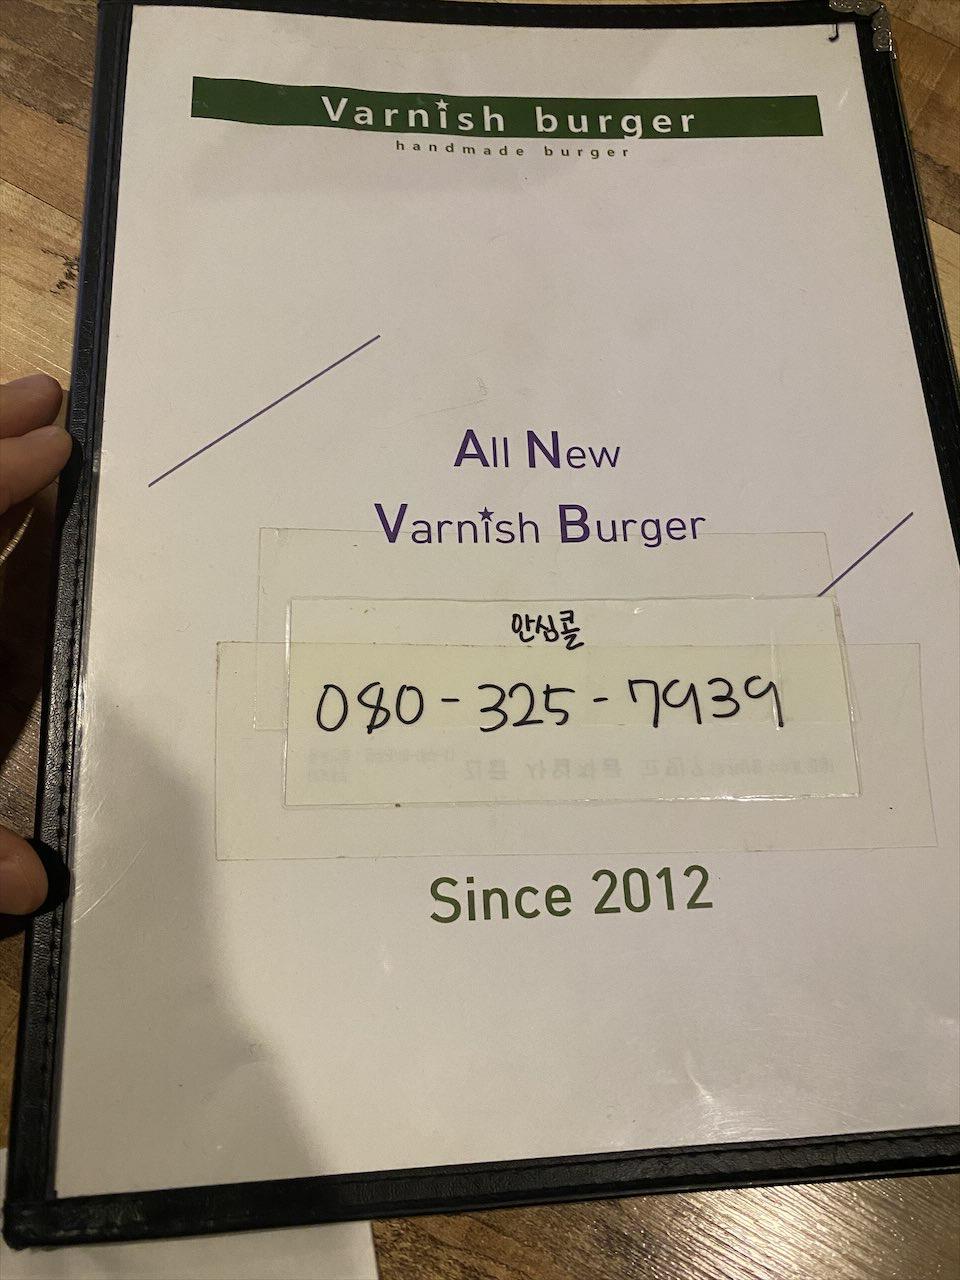 Varnish burger
handmade burger
All New
Varnish Burger
안심콜
080-325-7939
Since 2012